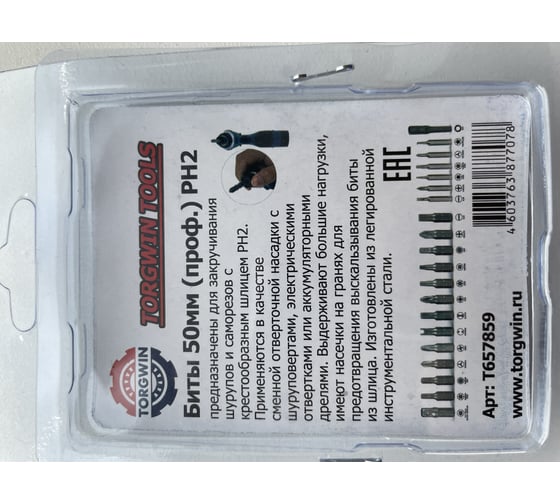 TORGWIN
TORGWIN TOOLS
Биты 50мм (проф.) PH2
предназначены для закручивания
шурупов и саморезов с
крестообразным шлицем PH2.
Применяются в качестве
сменной отверточной насадки с
шуруповертами, электрическими
отвертками или аккумуляторными
дрелями. Выдерживают большие нагрузки,
имеют насечки на гранях для
предотвращения выскальзывания биты
из шлица. Изготовлены из легированной
инструментальной стали.
EAC
Арт: T657859
www.torgwin.ru
4603763877078